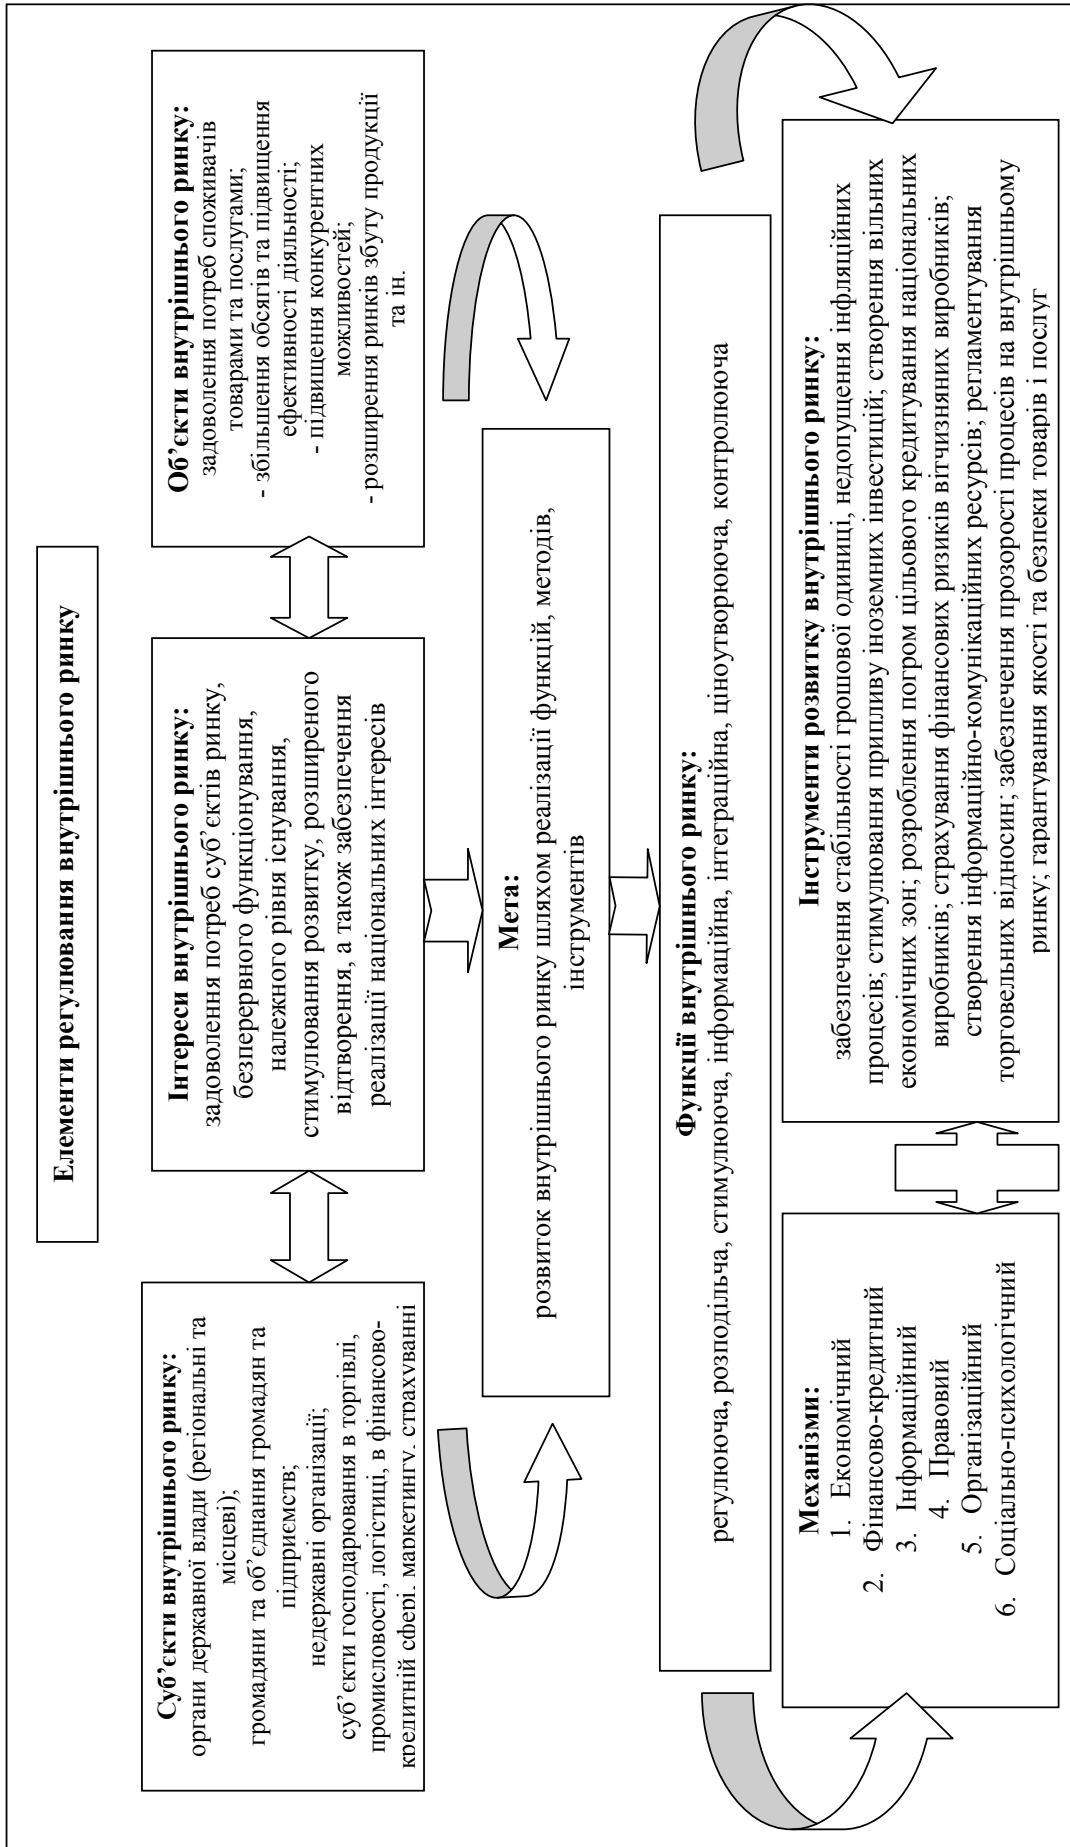 Елементи регулювання внутрішнього ринку
Суб’єкти внутрішнього ринку:
органи державної влади (регіональні та
місцеві);
громадяни та об’єднання громадян та
підприємств;
недержавні організації;
суб’єкти господарювання в торгівлі,
промисловості, логістиці, в фінансово-
кредитній сфері, маркетингу, страхуванні
Інтереси внутрішнього ринку:
задоволення потреб суб’єктів ринку,
безперервного функціонування,
належного рівня існування,
стимулювання розвитку, розширеного
відтворення, а також забезпечення
реалізації національних інтересів
Об’єкти внутрішнього ринку:
задоволення потреб споживачів
товарами та послугами;
- збільшення обсягів та підвищення
ефективності діяльності;
- підвищення конкурентних
можливостей;
- розширення ринків збуту продукції
та ін.
Мета:
розвиток внутрішнього ринку шляхом реалізації функцій, методів,
інструментів
Функції внутрішнього ринку:
регулююча, розподільча, стимулююча, інформаційна, інтеграційна, ціноутворююча, контролююча
Механізми:
1. Економічний
2. Фінансово-кредитний
3. Інформаційний
4. Правовий
5. Організаційний
6. Соціально-психологічний
Інструменти розвитку внутрішнього ринку:
забезпечення стабільності грошової одиниці, недопущення інфляційних
процесів; стимулювання припливу іноземних інвестицій; створення вільних
економічних зон; розроблення погром цільового кредитування національних
виробників; страхування фінансових ризиків вітчизняних виробників;
створення інформаційно-комунікаційних ресурсів; регламентування
торговельних відносин; забезпечення прозорості процесів на внутрішньому
ринку; гарантування якості та безпеки товарів і послуг